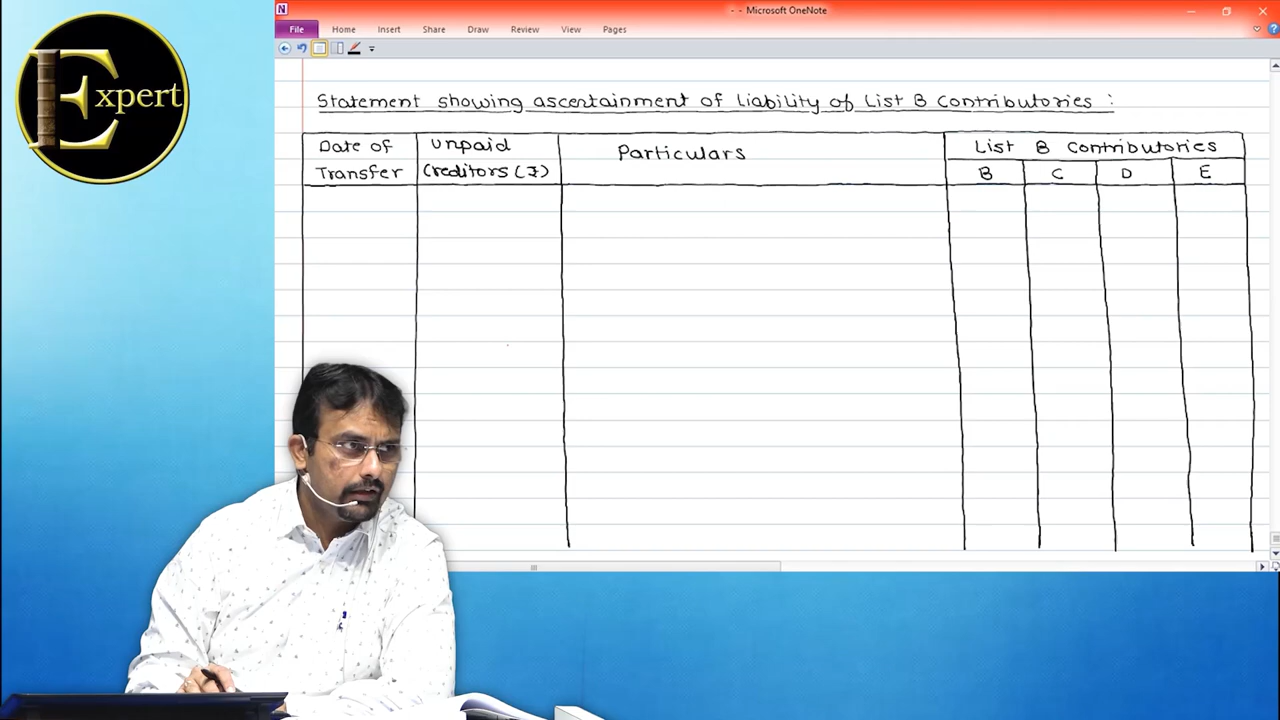 Expert
- - Microsoft OneNote
File Home Insert Share Draw Review View Pages
Statement showing ascertainment of liability of List B Contributories :
Date of Transfer
Unpaid Creditors (₹)
Particulars
List B Contributories
B C D E